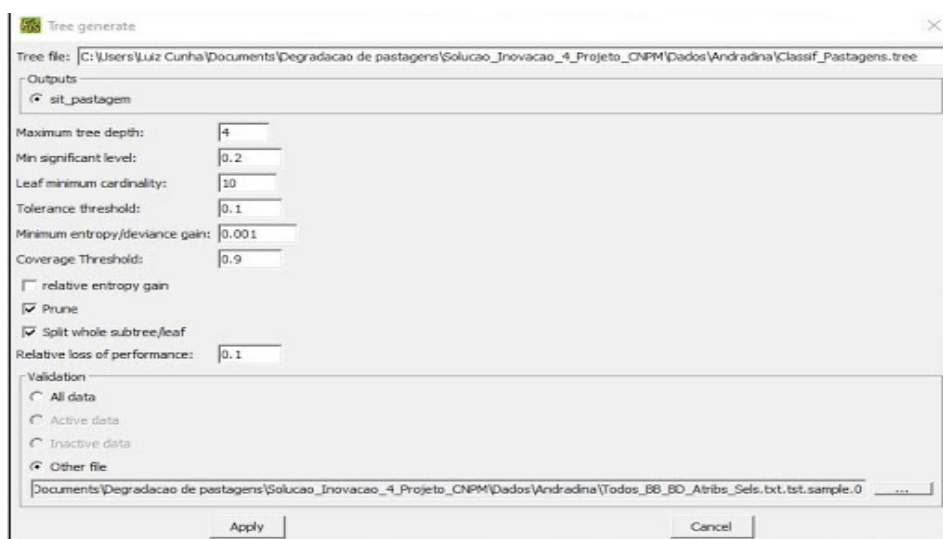 Tree generate
Tree file: C:\Users\Luiz Cunha\Documents\Degradacao de pastagens\Solucao_Inovacao_4_Projeto_CNPM\Dados\Andradina\Classif_Pastagens.tree
Outputs
sit_pastagem
Maximum tree depth: 4
Min significant level: 0.2
Leaf minimum cardinality: 10
Tolerance threshold: 0.1
Minimum entropy/deviance gain: 0.001
Coverage Threshold: 0.9
relative entropy gain
Prune
Split whole subtree/leaf
Relative loss of performance: 0.1
Validation
All data
Active data
Inactive data
Other file
Documents\Degradacao de pastagens\Solucao_Inovacao_4_Projeto_CNPM\Dados\Andradina\Todos_BB_BD_Atribs_Sels.txt.tst.sample.0 ...
Apply Cancel